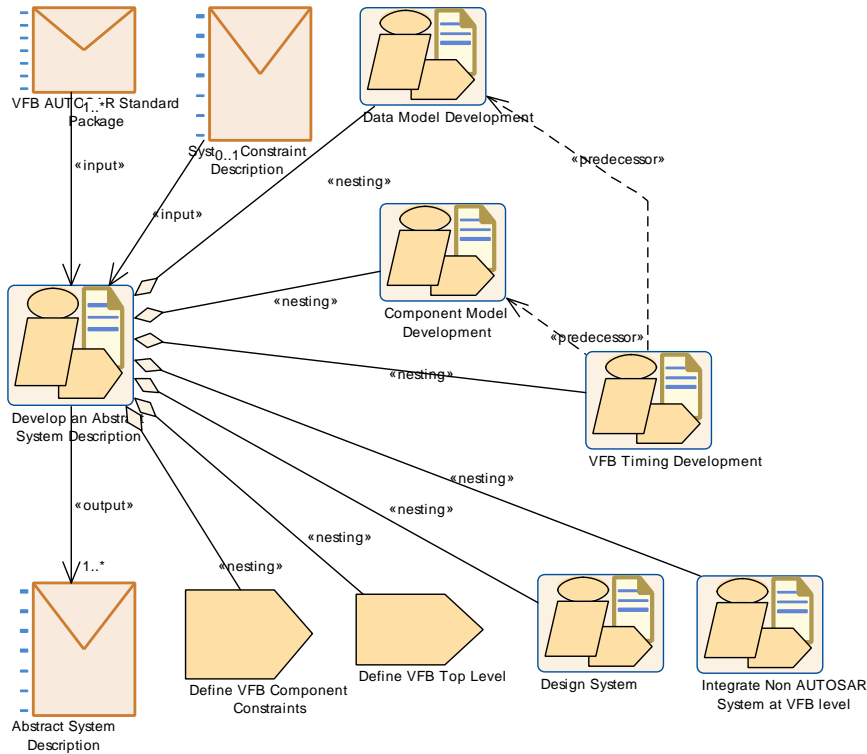 VFB AUTOSAR Standard
Package
1..*
System Constraint
Description
0..1
Data Model Development
«input»
«predecessor»
«nesting»
«input»
«nesting»
Component Model
Development
«predecessor»
«nesting»
Develop an Abstract
System Description
VFB Timing Development
«nesting»
«output»
«nesting»
«nesting»
«nesting»
1..*
Define VFB Component
Constraints
Define VFB Top Level
Design System
Integrate Non AUTOSAR
System at VFB level
Abstract System
Description